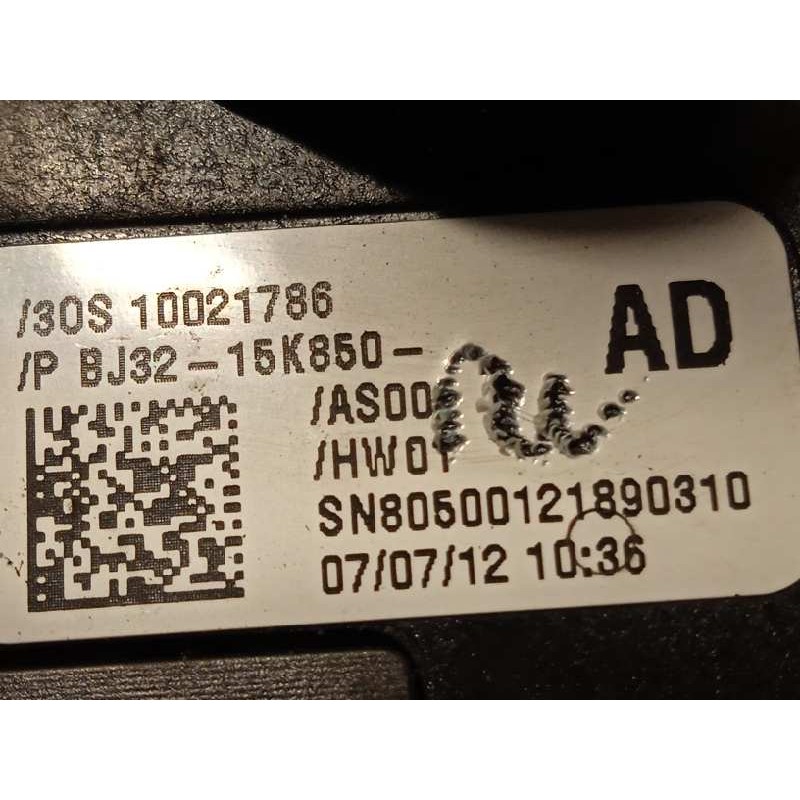 /30S 10021786
/P BJ32-15K850- AD
/AS00
/HW01
SN80500121890310
07/07/12 10:36